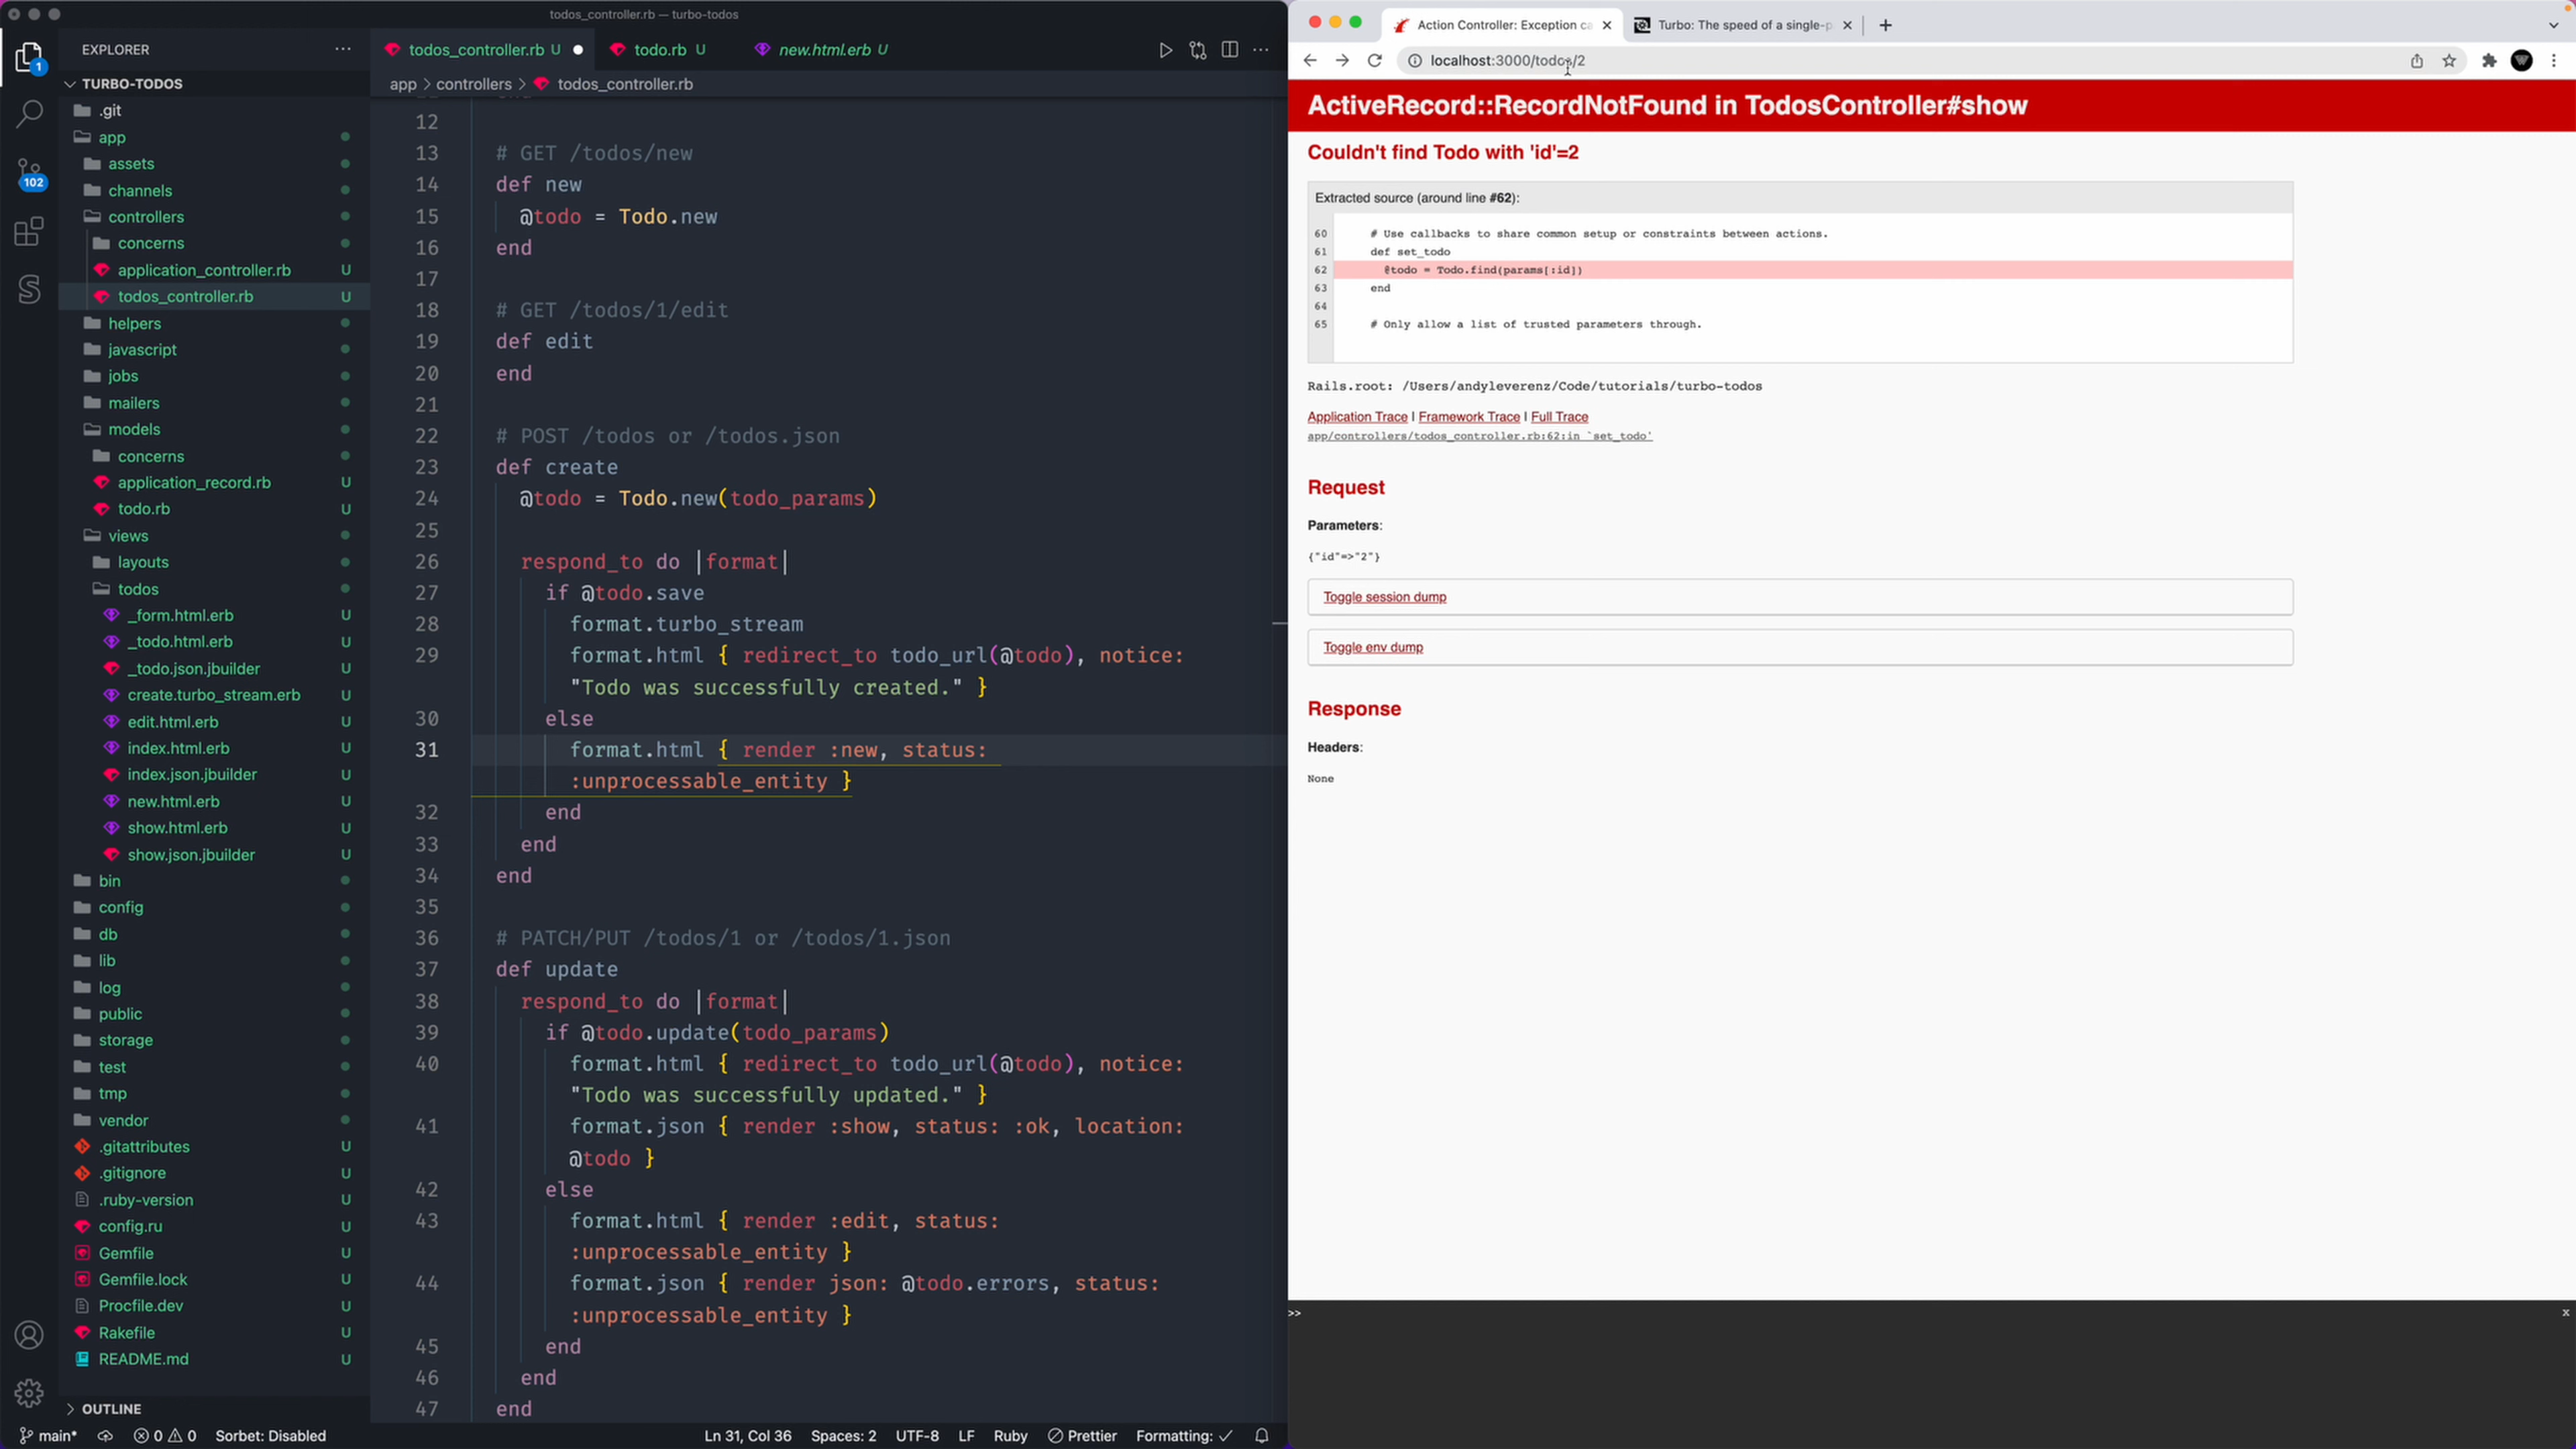 todos_controller.rb — turbo-todos
EXPLORER
TURBO-TODOS
.git
app
assets
channels
controllers
concerns
application_controller.rb U
todos_controller.rb U
helpers
javascript
jobs
mailers
models
concerns
application_record.rb U
todo.rb U
views
layouts
todos
_form.html.erb U
_todo.html.erb U
_todo.json.jbuilder U
create.turbo_stream.erb U
edit.html.erb U
index.html.erb U
index.json.jbuilder U
new.html.erb U
show.html.erb U
show.json.jbuilder U
bin
config
db
lib
log
public
storage
test
tmp
vendor
.gitattributes U
.gitignore U
.ruby-version U
config.ru U
Gemfile U
Gemfile.lock U
Procfile.dev U
Rakefile U
README.md U
OUTLINE
1
102
todos_controller.rb U
todo.rb U
new.html.erb U
app > controllers > todos_controller.rb
12
13 # GET /todos/new
14 def new
15 @todo = Todo.new
16 end
17
18 # GET /todos/1/edit
19 def edit
20 end
21
22 # POST /todos or /todos.json
23 def create
24 @todo = Todo.new(todo_params)
25
26 respond_to do |format|
27 if @todo.save
28 format.turbo_stream
29 format.html { redirect_to todo_url(@todo), notice:
"Todo was successfully created." }
30 else
31 format.html { render :new, status:
:unprocessable_entity }
32 end
33 end
34 end
35
36 # PATCH/PUT /todos/1 or /todos/1.json
37 def update
38 respond_to do |format|
39 if @todo.update(todo_params)
40 format.html { redirect_to todo_url(@todo), notice:
"Todo was successfully updated." }
41 format.json { render :show, status: :ok, location:
@todo }
42 else
43 format.html { render :edit, status:
:unprocessable_entity }
44 format.json { render json: @todo.errors, status:
:unprocessable_entity }
45 end
46 end
47 end
main* 0 0 Sorbet: Disabled
Ln 31, Col 36 Spaces: 2 UTF-8 LF Ruby Prettier Formatting: ✓
Action Controller: Exception ca
Turbo: The speed of a single-p
localhost:3000/todos/2
ActiveRecord::RecordNotFound in TodosController#show
Couldn't find Todo with 'id'=2
Extracted source (around line #62):
60 # Use callbacks to share common setup or constraints between actions.
61 def set_todo
62 @todo = Todo.find(params[:id])
63 end
64
65 # Only allow a list of trusted parameters through.
Rails.root: /Users/andyleverenz/Code/tutorials/turbo-todos
Application Trace | Framework Trace | Full Trace
app/controllers/todos_controller.rb:62:in `set_todo'
Request
Parameters:
{"id"=>"2"}
Toggle session dump
Toggle env dump
Response
Headers:
None
>>
x